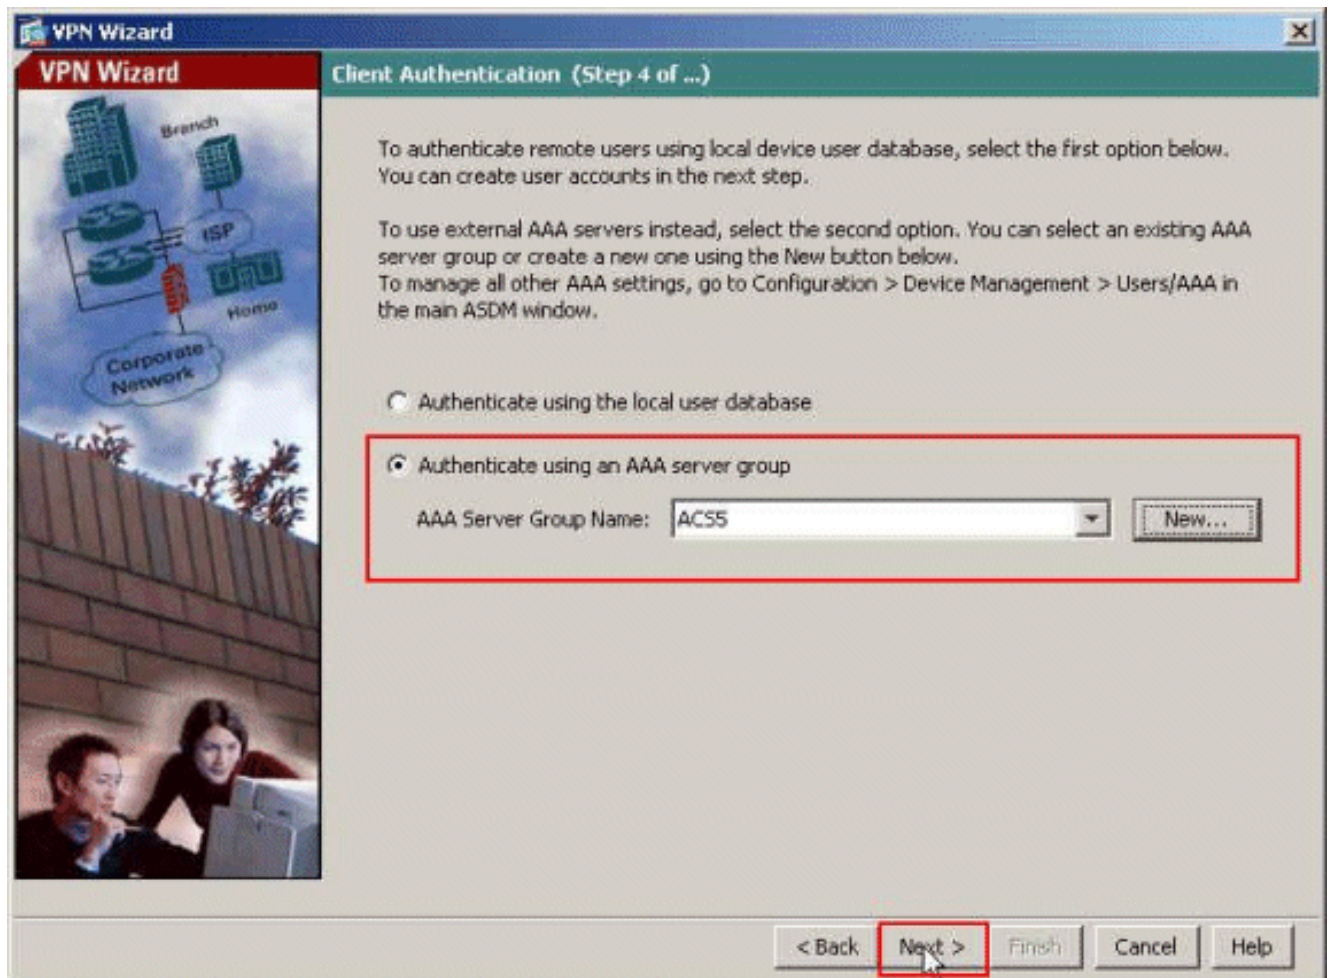 VPN Wizard
VPN Wizard
Client Authentication (Step 4 of ...)
Branch
ISP
Home
Corporate
Network
To authenticate remote users using local device user database, select the first option below.
You can create user accounts in the next step.
To use external AAA servers instead, select the second option. You can select an existing AAA
server group or create a new one using the New button below.
To manage all other AAA settings, go to Configuration > Device Management > Users/AAA in
the main ASDM window.
Authenticate using the local user database
Authenticate using an AAA server group
AAA Server Group Name: ACS5 New...
< Back Next > Finish Cancel Help